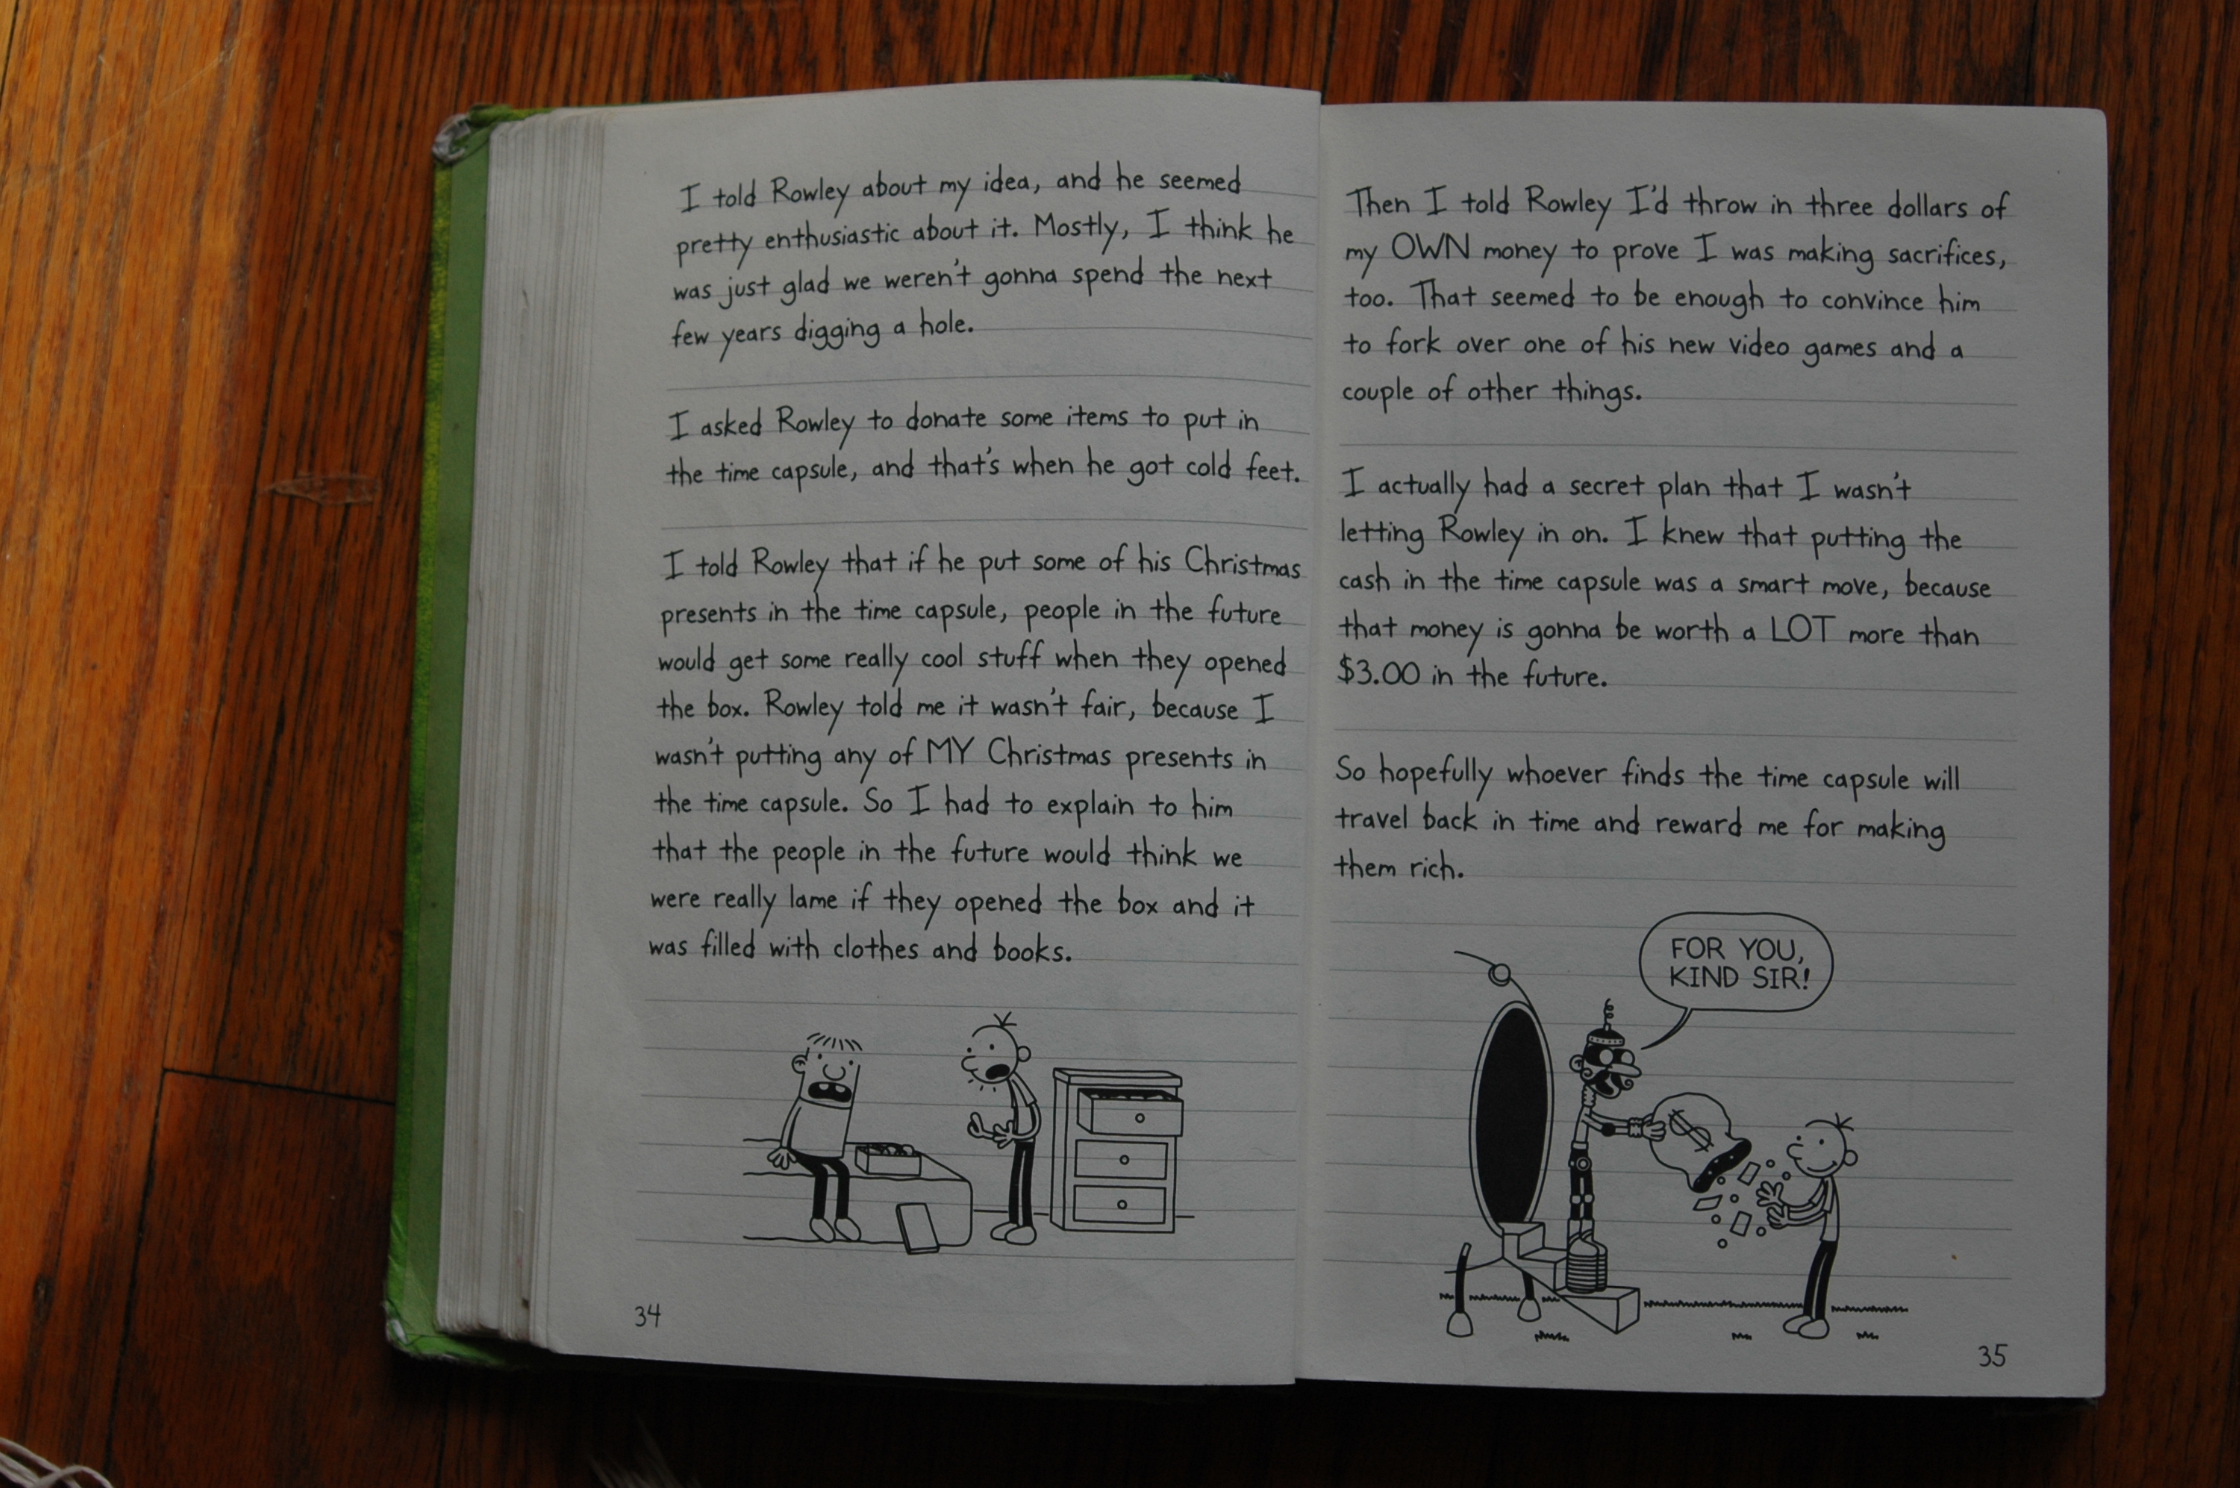 I told Rowley about my idea, and he seemed
pretty enthusiastic about it. Mostly, I think he
was just glad we weren't gonna spend the next
few years digging a hole.
I asked Rowley to donate some items to put in
the time capsule, and that's when he got cold feet.
I told Rowley that if he put some of his Christmas
presents in the time capsule, people in the future
would get some really cool stuff when they opened
the box. Rowley told me it wasn't fair, because I
wasn't putting any of MY Christmas presents in
the time capsule. So I had to explain to him
that the people in the future would think we
were really lame if they opened the box and it
was filled with clothes and books.
34
Then I told Rowley I'd throw in three dollars of
my OWN money to prove I was making sacrifices,
too. That seemed to be enough to convince him
to fork over one of his new video games and a
couple of other things.
I actually had a secret plan that I wasn't
letting Rowley in on. I knew that putting the
cash in the time capsule was a smart move, because
that money is gonna be worth a LOT more than
$3.00 in the future.
So hopefully whoever finds the time capsule will
travel back in time and reward me for making
them rich.
FOR YOU,
KIND SIR!
$
35